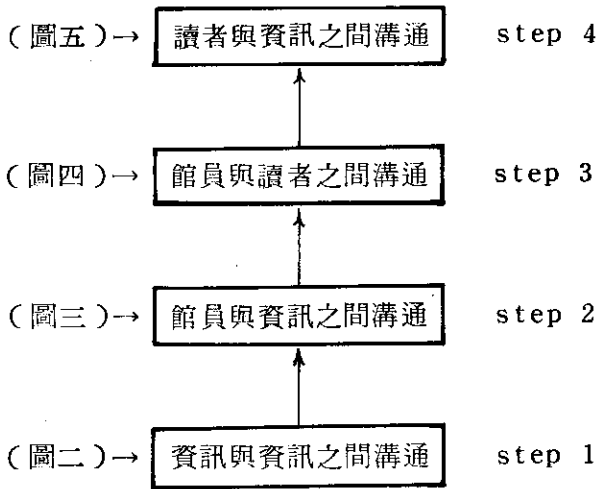 (圖五)→ 讀者與資訊之間溝通 step 4
(圖四)→ 館員與讀者之間溝通 step 3
(圖三)→ 館員與資訊之間溝通 step 2
(圖二)→ 資訊與資訊之間溝通 step 1